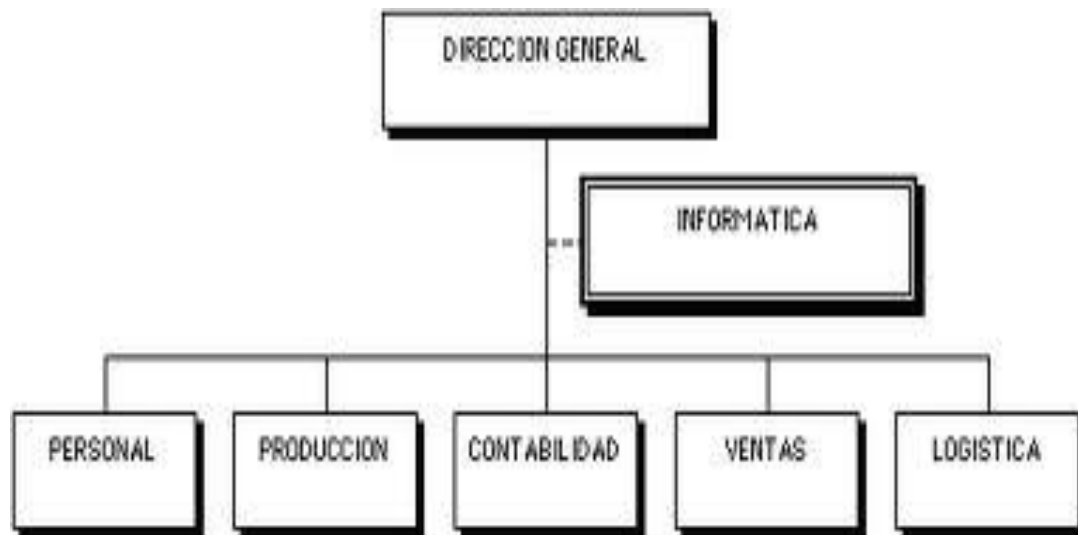 DIRECCION GENERAL
INFORMATICA
PERSONAL
PRODUCCION
CONTABILIDAD
VENTAS
LOGISTICA